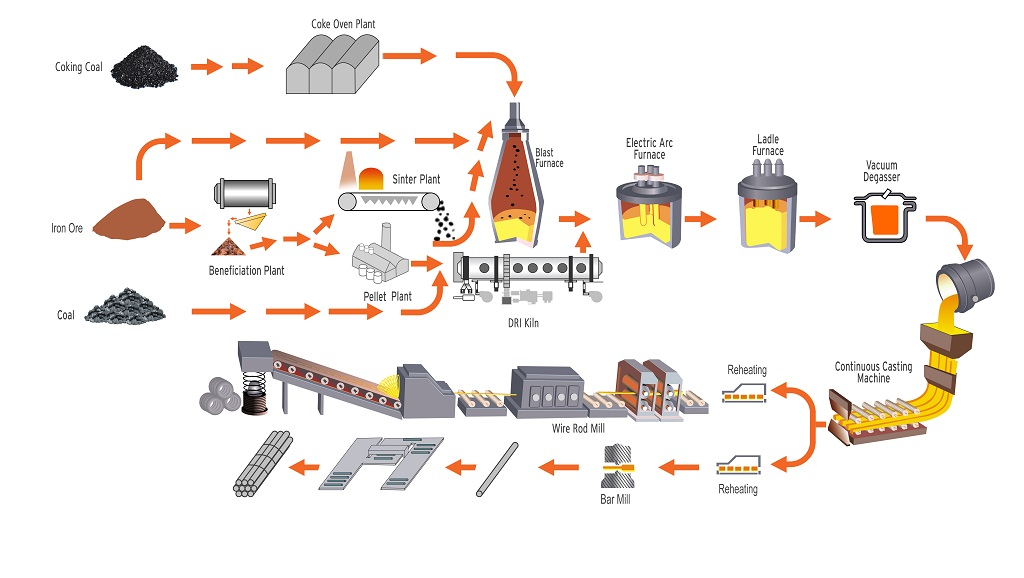 Coke Oven Plant
Coking Coal
Blast
Furnace
Electric Arc
Furnace
Ladle
Furnace
Vacuum
Degasser
Sinter Plant
Iron Ore
Beneficiation Plant
Pellet Plant
Coal
DRI Kiln
Continuous Casting
Machine
Reheating
Wire Rod Mill
Reheating
Bar Mill